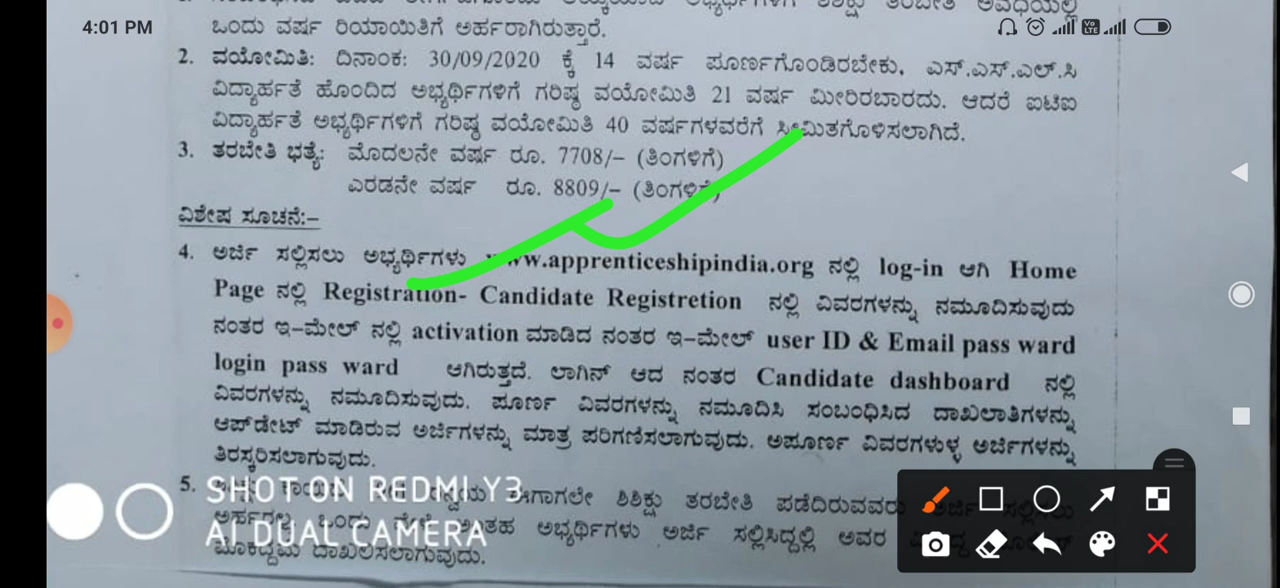 4:01 PM
ಒಂದು ವರ್ಷ ರಿಯಾಯಿತಿಗೆ ಅರ್ಹರಾಗಿರುತ್ತಾರೆ.
2. ವಯೋಮಿತಿ: ದಿನಾಂಕ: 30/09/2020 ಕ್ಕೆ 14 ವರ್ಷ ಪೂರ್ಣಗೊಂಡಿರಬೇಕು, ಎಸ್.ಎಸ್.ಎಲ್.ಸಿ
ವಿದ್ಯಾರ್ಹತೆ ಹೊಂದಿದ ಅಭ್ಯರ್ಥಿಗಳಿಗೆ ಗರಿಷ್ಠ ವಯೋಮಿತಿ 21 ವರ್ಷ ಮೀರಿರಬಾರದು. ಆದರೆ ಐಟಿಐ
ವಿದ್ಯಾರ್ಹತೆ ಅಭ್ಯರ್ಥಿಗಳಿಗೆ ಗರಿಷ್ಠ ವಯೋಮಿತಿ 40 ವರ್ಷಗಳವರೆಗೆ ಸೀಮಿತಗೊಳಿಸಲಾಗಿದೆ.
3. ತರಬೇತಿ ಭತ್ಯೆ: ಮೊದಲನೇ ವರ್ಷ ರೂ. 7708/– (ತಿಂಗಳಿಗೆ)
ಎರಡನೇ ವರ್ಷ ರೂ. 8809/– (ತಿಂಗಳಿಗೆ)
ವಿಶೇಷ ಸೂಚನೆ:–
4. ಅರ್ಜಿ ಸಲ್ಲಿಸಲು ಅಭ್ಯರ್ಥಿಗಳು www.apprenticeshipindia.org ನಲ್ಲಿ log-in ಆಗಿ Home
Page ನಲ್ಲಿ Registration- Candidate Registretion ನಲ್ಲಿ ವಿವರಗಳನ್ನು ನಮೂದಿಸುವುದು
ನಂತರ ಇ–ಮೇಲ್ ನಲ್ಲಿ activation ಮಾಡಿದ ನಂತರ ಇ–ಮೇಲ್ user ID & Email pass ward
login pass ward ಆಗಿರುತ್ತದೆ. ಲಾಗಿನ್ ಆದ ನಂತರ Candidate dashboard ನಲ್ಲಿ
ವಿವರಗಳನ್ನು ನಮೂದಿಸುವುದು. ಪೂರ್ಣ ವಿವರಗಳನ್ನು ನಮೂದಿಸಿ ಸಂಬಂಧಿಸಿದ ದಾಖಲಾತಿಗಳನ್ನು
ಆಪ್‌ಡೇಟ್ ಮಾಡಿರುವ ಅರ್ಜಿಗಳನ್ನು ಮಾತ್ರ ಪರಿಗಣಿಸಲಾಗುವುದು. ಅಪೂರ್ಣ ವಿವರಗಳುಳ್ಳ ಅರ್ಜಿಗಳನ್ನು
ತಿರಸ್ಕರಿಸಲಾಗುವುದು.
5. ಈಗಾಗಲೇ ಶಿಶಿಕ್ಷು ತರಬೇತಿ ಪಡೆದಿರುವವರು
SHOT ON REDMI Y3
ಒಂದು ಅಭ್ಯರ್ಥಿಗಳು ಅರ್ಜಿ ಸಲ್ಲಿಸಿದ್ದಲ್ಲಿ ಅವರ
AI DUAL CAMERA
ಮೊಕದ್ದಮೆ ದಾಖಲಿಸಲಾಗುವುದು.